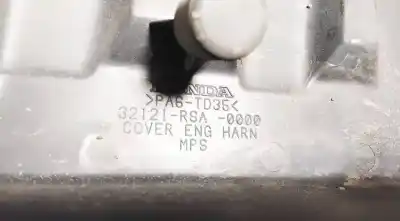 HONDA
>PA6-TD35<
32121-RSA -0000
COVER ENG HARN
MPS